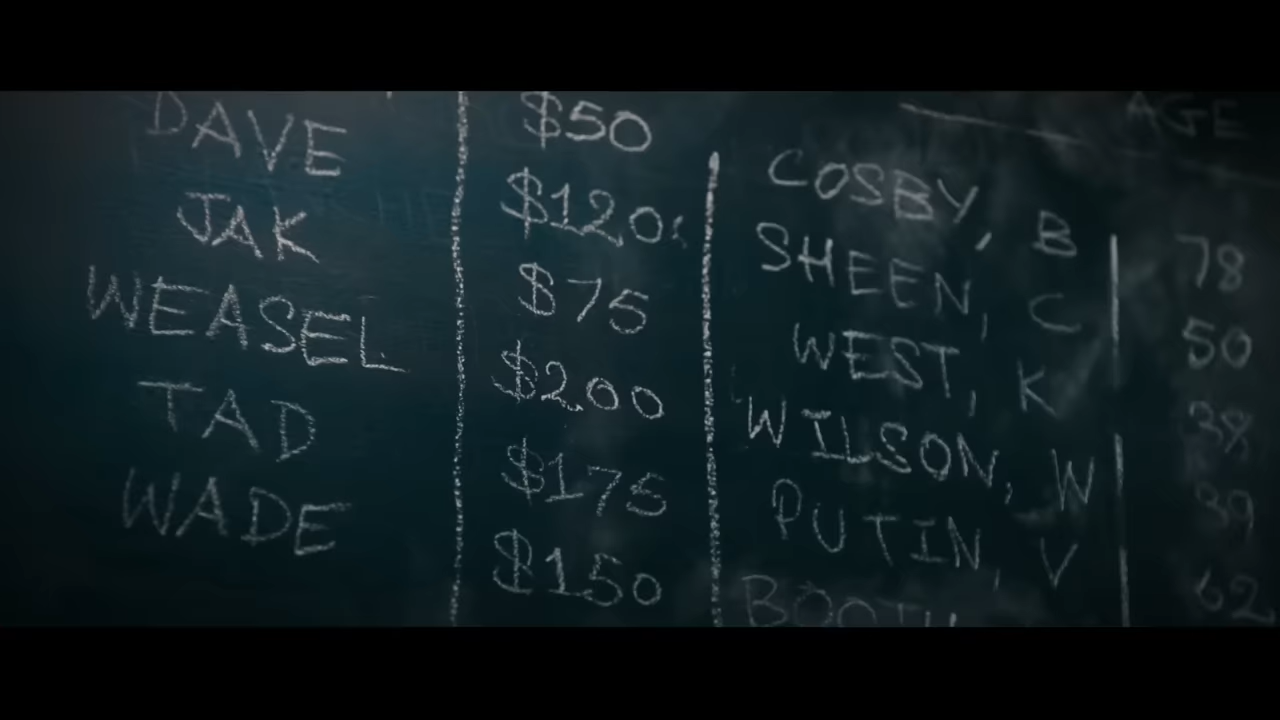 AGE
DAVE $50 COSBY, B 78
JAK $120 SHEEN, C 50
WEASEL $75 WEST, K 38
TAD $200 WILSON, W 39
WADE $175 PUTIN, V 62
$150